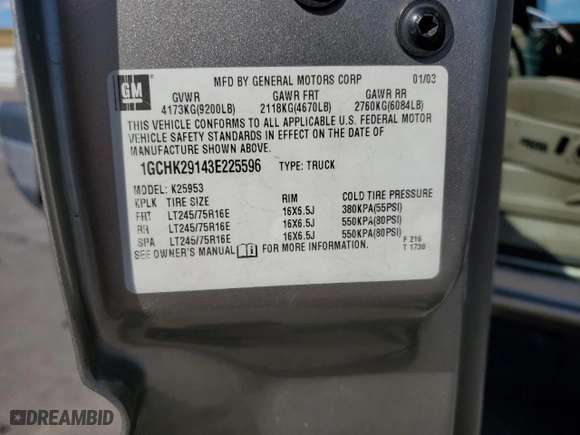 GM
MFD BY GENERAL MOTORS CORP 01/03
GVWR GAWR FRT GAWR RR
4173KG(9200LB) 2118KG(4670LB) 2760KG(6084LB)
THIS VEHICLE CONFORMS TO ALL APPLICABLE U.S. FEDERAL MOTOR
VEHICLE SAFETY STANDARDS IN EFFECT ON THE DATE OF
MANUFACTURE SHOWN ABOVE.
1GCHK29143E225596 TYPE: TRUCK
MODEL: K25953
KPLK TIRE SIZE RIM COLD TIRE PRESSURE
FRT LT245/75R16E 16X6.5J 380KPA(55PSI)
RR LT245/75R16E 16X6.5J 550KPA(80PSI)
SPA LT245/75R16E 16X6.5J 550KPA(80PSI)
SEE OWNER'S MANUAL FOR MORE INFORMATION.
F 216
T 1730
DREAMBID